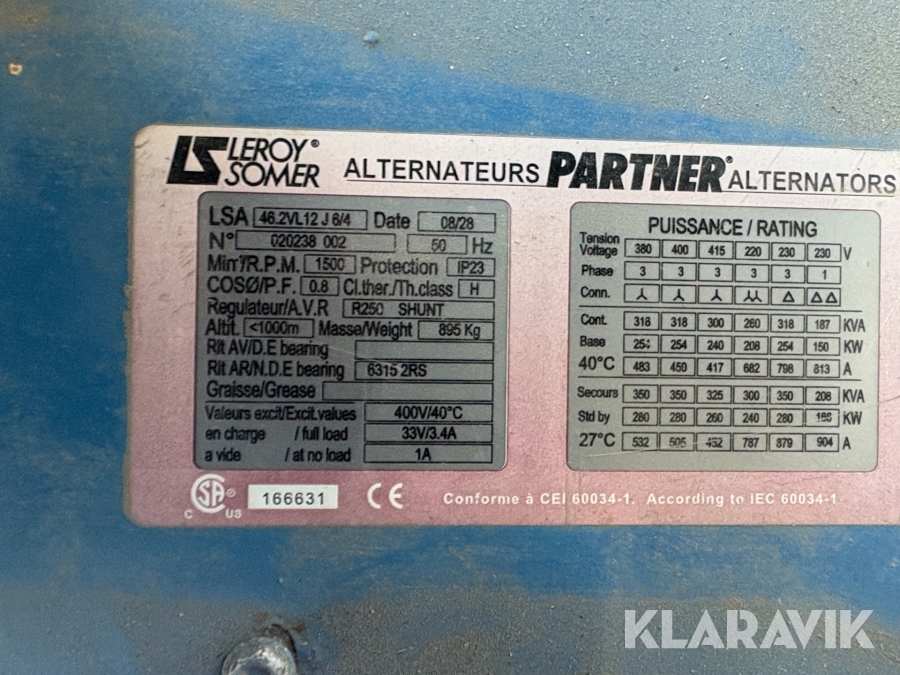 LS LEROY® SOMER ALTERNATEURS PARTNER® ALTERNATORS
LSA 46.2VL12 J 6/4 Date 08/28
N° 020238 002 50 Hz
Min⁻¹/R.P.M. 1500 Protection IP23
COSØ/P.F. 0.8 Cl.ther./Th.class H
Regulateur/A.V.R R250 SHUNT
Altit. <1000m Masse/Weight 895 Kg
Rlt AV/D.E bearing
Rlt AR/N.D.E bearing 6315 2RS
Graisse/Grease
Valeurs excit/Excit.values 400V/40°C
en charge / full load 33V/3.4A
a vide / at no load 1A
PUISSANCE / RATING
Tension Voltage 380 400 415 220 230 230 V
Phase 3 3 3 3 3 1
Conn.
Cont. 318 318 300 260 318 187 KVA
Base 254 254 240 208 254 150 KW
40°C 483 459 417 682 798 813 A
Secours 350 350 325 300 350 208 KVA
Std by 280 280 260 240 280 KW
27°C 532 505 452 787 879 904 A
SA® C US 166631 CE Conforme à CEI 60034-1. According to IEC 60034-1
KLARAVIK